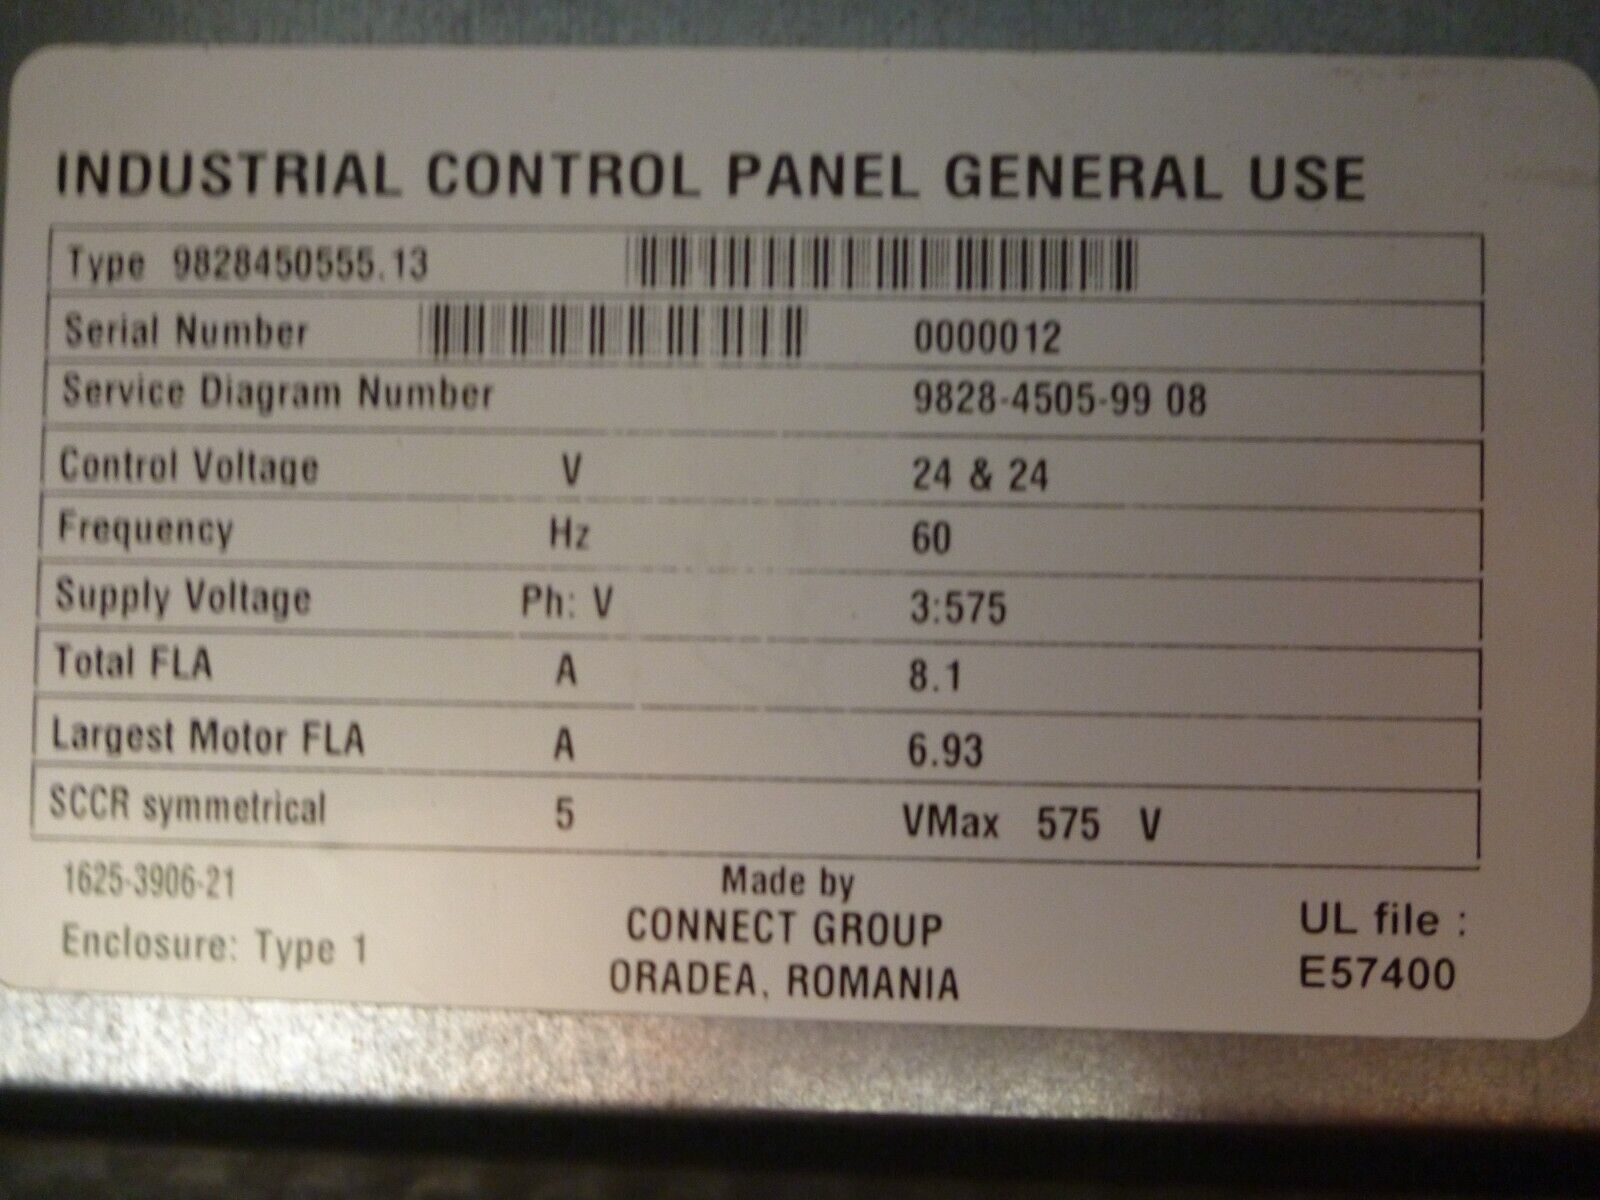 INDUSTRIAL CONTROL PANEL GENERAL USE
Type 9828450555.13
Serial Number 0000012
Service Diagram Number 9828-4505-99 08
Control Voltage V 24 & 24
Frequency Hz 60
Supply Voltage Ph: V 3:575
Total FLA A 8.1
Largest Motor FLA A 6.93
SCCR symmetrical 5 VMax 575 V
1625-3906-21
Enclosure: Type 1
Made by
CONNECT GROUP
ORADEA, ROMANIA
UL file :
E57400